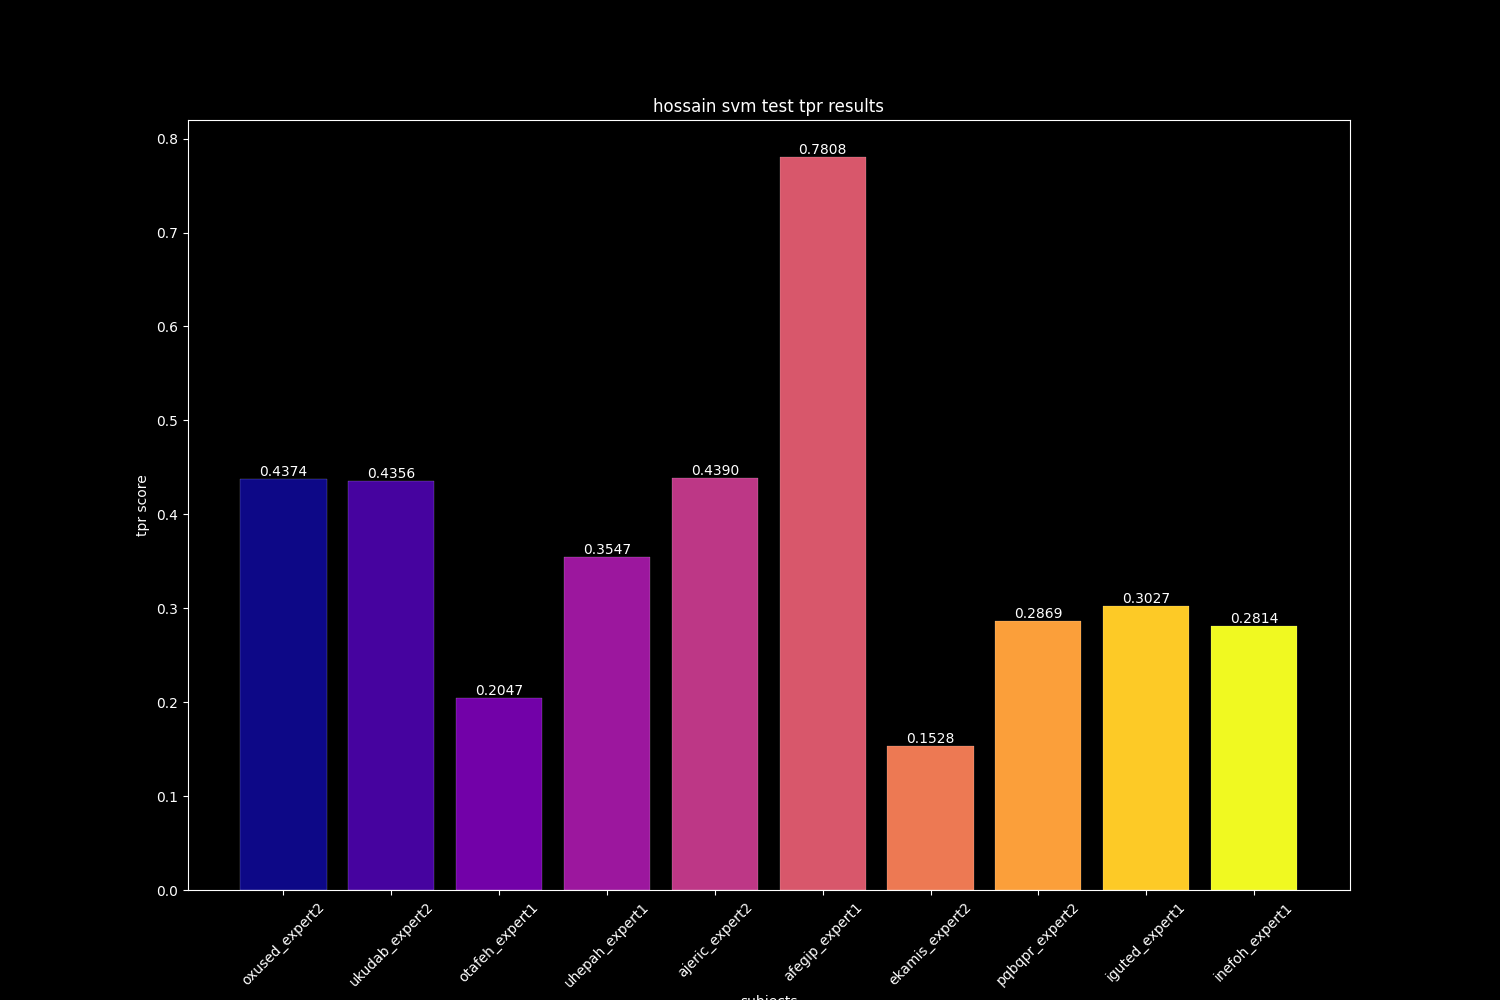 hossain svm test tpr results
0.8
0.7
0.6
0.5
0.4
0.3
0.2
0.1
0.0
tpr score
0.4374
0.4356
0.2047
0.3547
0.4390
0.7808
0.1528
0.2869
0.3027
0.2814
oxused_expert2
ukudab_expert2
otafeh_expert1
uhepah_expert1
ajeric_expert2
afegip_expert1
ekamis_expert2
pqbqpr_expert2
iguted_expert1
inefoh_expert1
subjects